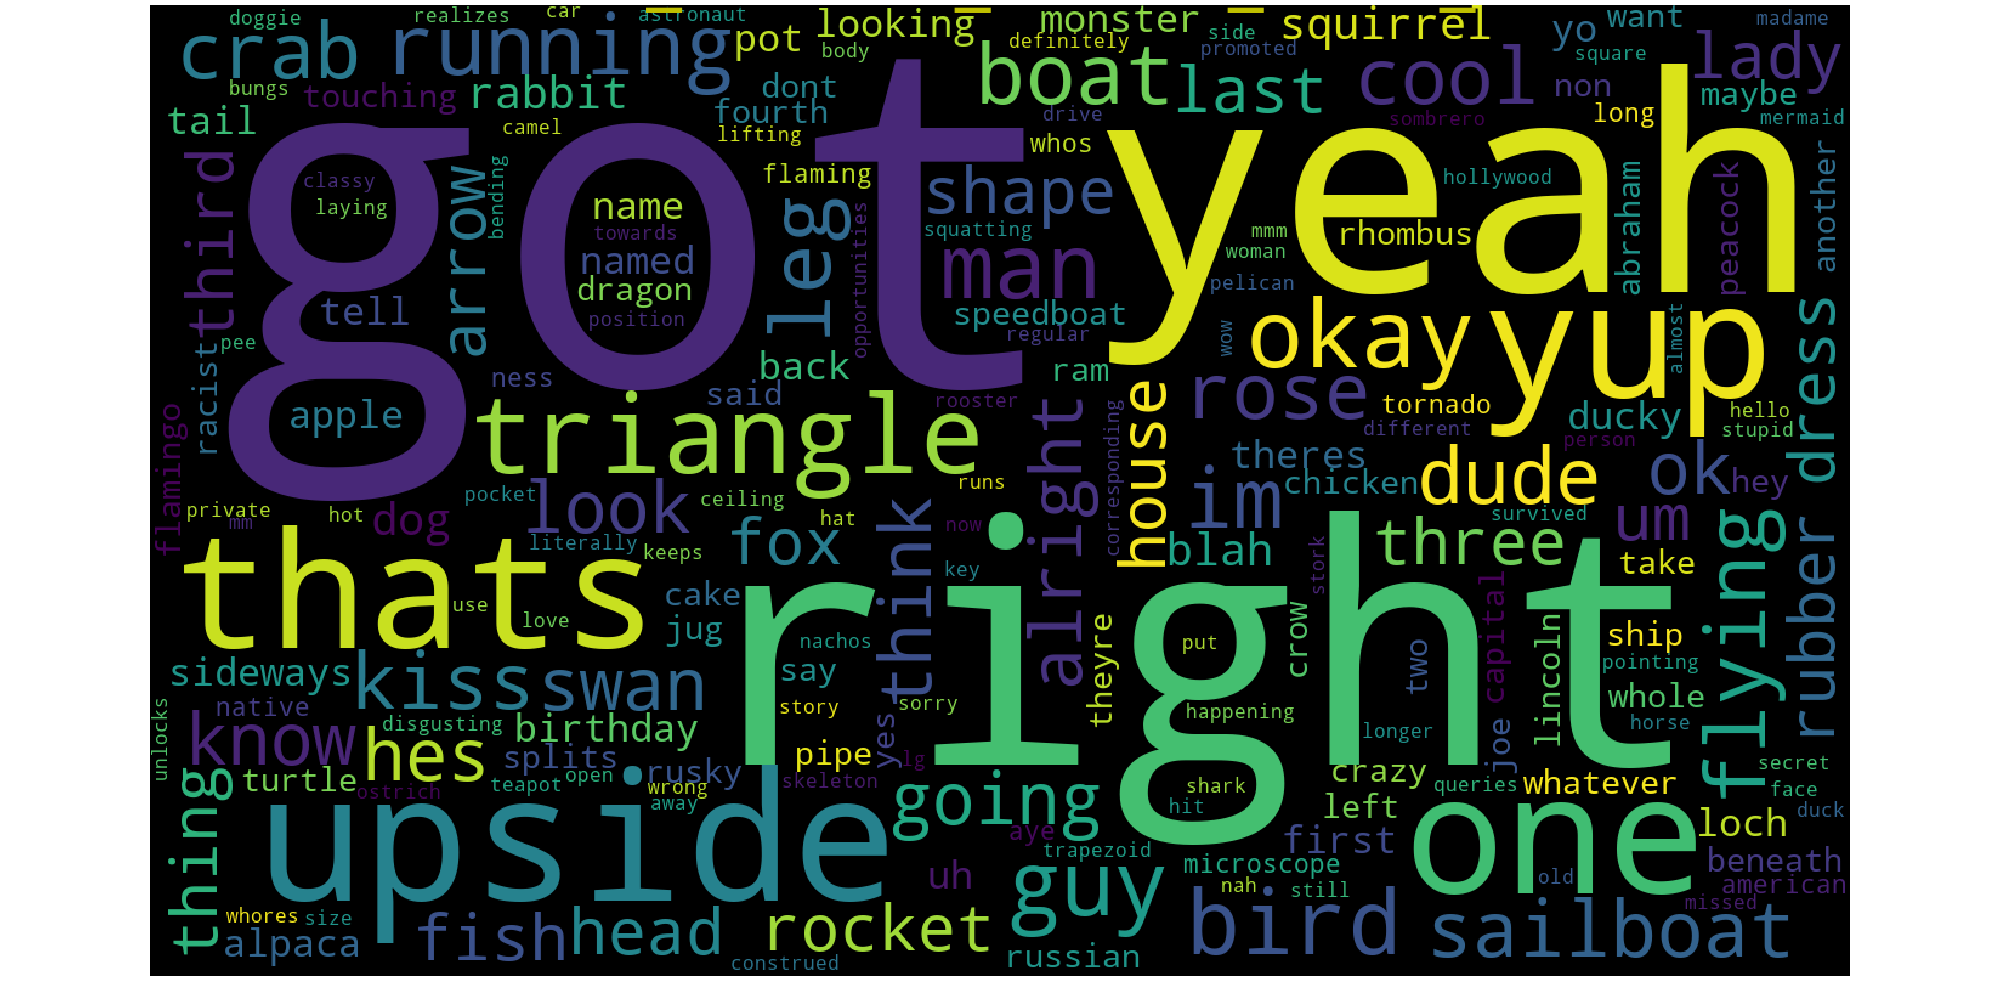 doggie
realizes
car
astronaut
crab
running
pot
looking
body
monster
definitely
side
promoted
squirrel
yo
want
madame
square
lady
bungs
touching
rabbit
dont
fourth
boat
last
cool
non
maybe
long
mermaid
tail
camel
lifting
drive
whos
sombrero
got
yeah
third
classy
laying
arrow
bending
name
towards
named
dragon
position
leg
flaming
opportunities
squatting
shape
man
speedboat
regular
mmm
woman
pelican
rhombus
hollywood
abraham
peacock
another
tell
pee
racist
ness
said
back
ram
wow
okay
yup
almost
dress
flamingo
apple
triangle
rooster
alright
corresponding
house
rose
tornado
different
ducky
hello
stupid
person
theres
chicken
dude
ok
hey
private
mm
hot
dog
pocket
look
literally
keeps
ceiling
hat
runs
now
fox
think
key
im
blah
stork
three
survived
um
take
flying
rubber
thats
use
love
cake
jug
nachos
right
put
crow
two
capital
lincoln
ship
pointing
whole
horse
sideways
native
kiss
swan
disgusting
say
story
sorry
yes
theyre
happening
longer
joe
unlocks
know
hes
birthday
splits
rusky
pipe
lg
skeleton
thing
turtle
ostrich
teapot
open
wrong
away
going
shark
hit
crazy
left
queries
whatever
secret
face
duck
loch
upside
aye
trapezoid
first
one
microscope
beneath
american
missed
old
still
nah
uh
guy
whores
size
alpaca
fish
head
rocket
construed
russian
bird
sailboat